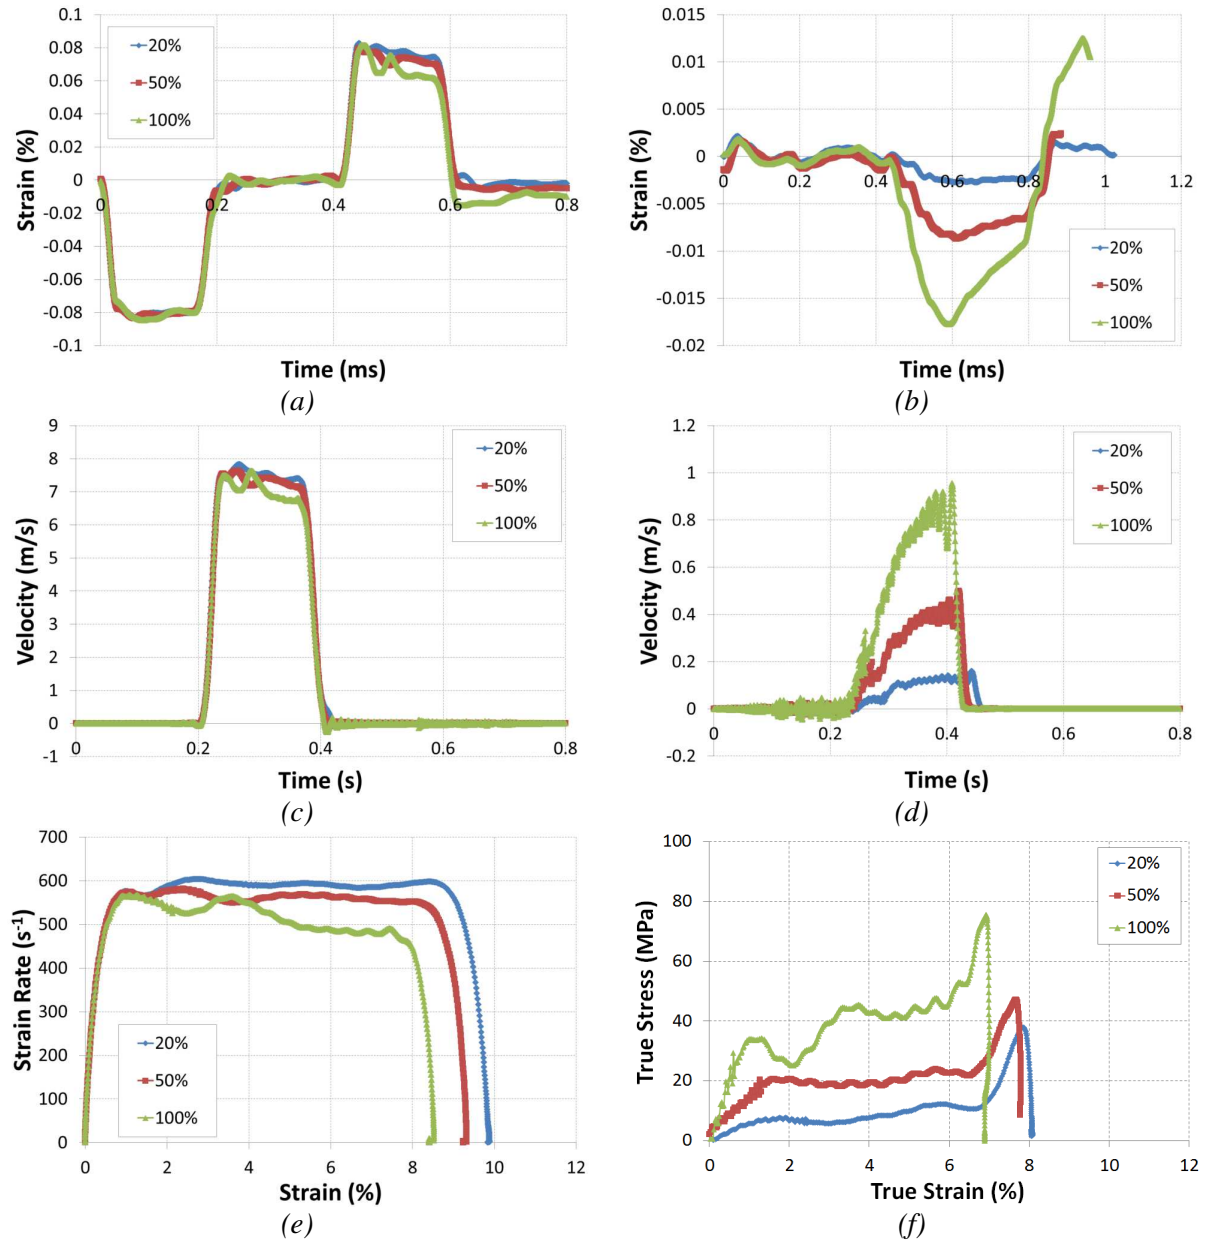 0.1
0.08
0.06
0.04
0.02
0
-0.02
-0.04
-0.06
-0.08
-0.1
Strain (%)
20%
50%
100%
0 0.2 0.4 0.6 0.8
Time (ms)
(a)
0.015
0.01
0.005
0
-0.005
-0.01
-0.015
-0.02
Strain (%)
0 0.2 0.4 0.6 0.8 1 1.2
20%
50%
100%
Time (ms)
(b)
9
8
7
6
5
4
3
2
1
0
-1
Velocity (m/s)
20%
50%
100%
0 0.2 0.4 0.6 0.8
Time (s)
(c)
1.2
1
0.8
0.6
0.4
0.2
0
-0.2
Velocity (m/s)
20%
50%
100%
0 0.2 0.4 0.6 0.8
Time (s)
(d)
700
600
500
400
300
200
100
0
Strain Rate (s⁻¹)
20%
50%
100%
0 2 4 6 8 10 12
Strain (%)
(e)
100
80
60
40
20
0
True Stress (MPa)
20%
50%
100%
0 2 4 6 8 10 12
True Strain (%)
(f)